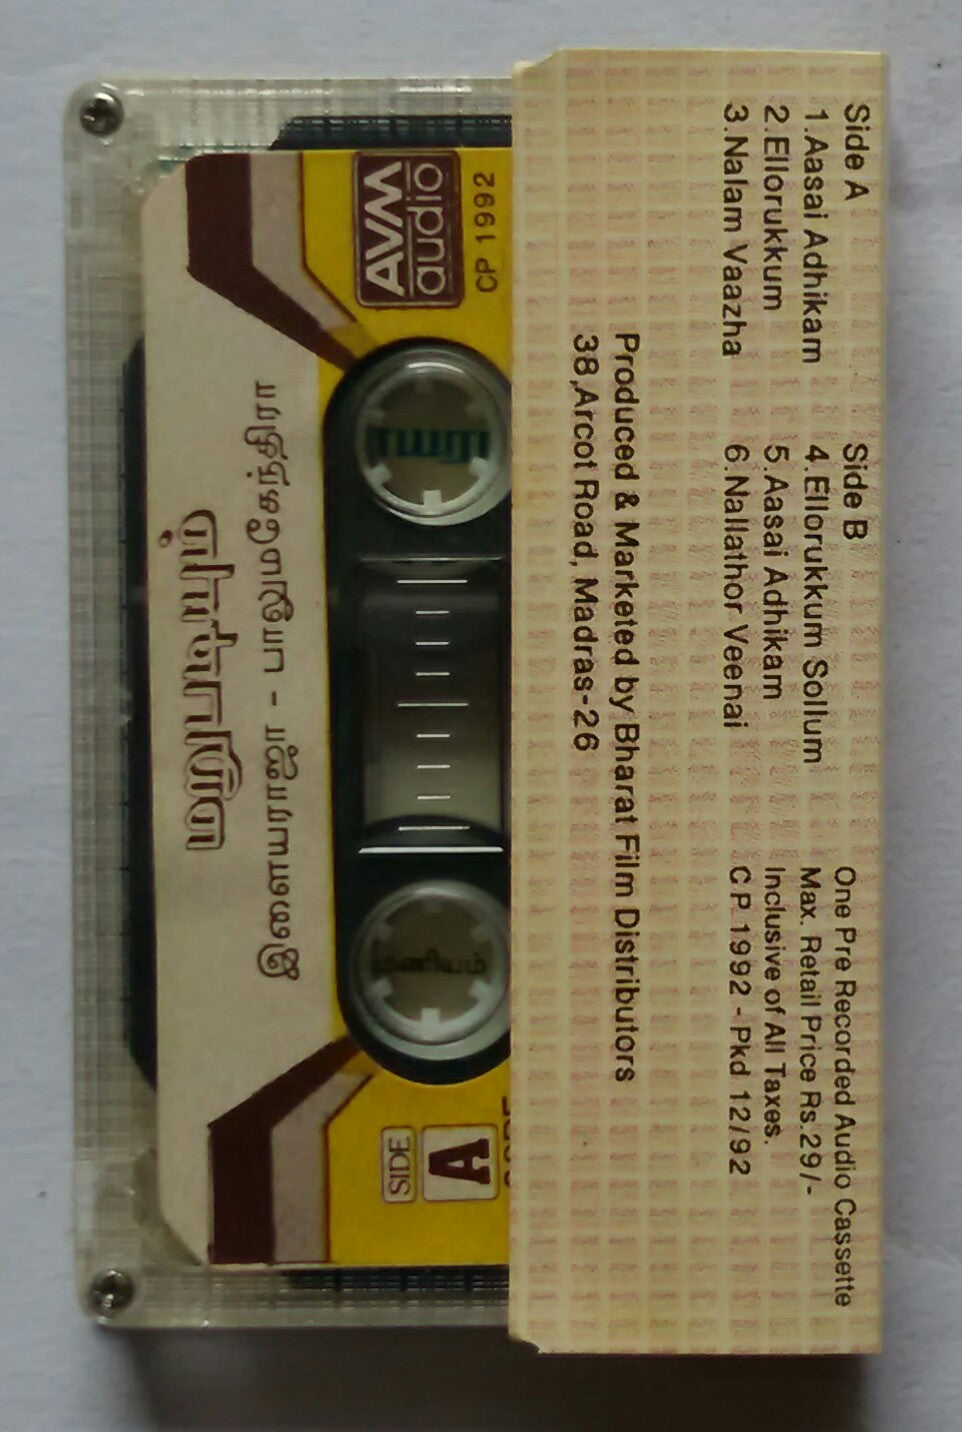 Side A
1.Aasai Adhikam
2.Ellorukkum
3.Nalam Vaazha
Side B
4.Ellorukkum Sollum
5.Aasai Adhikam
6.Nallathor Veenai
One Pre Recorded Audio Cassette
Max. Retail Price Rs.29/-
Inclusive of All Taxes.
C P 1992 - Pkd 12/92
Produced & Marketed by Bharat Film Distributors
38,Arcot Road, Madras-26
AVM
audio
CP 1992
A
SIDE
மறுபடியும்
இளையராஜா - பாலுமகேந்திரா